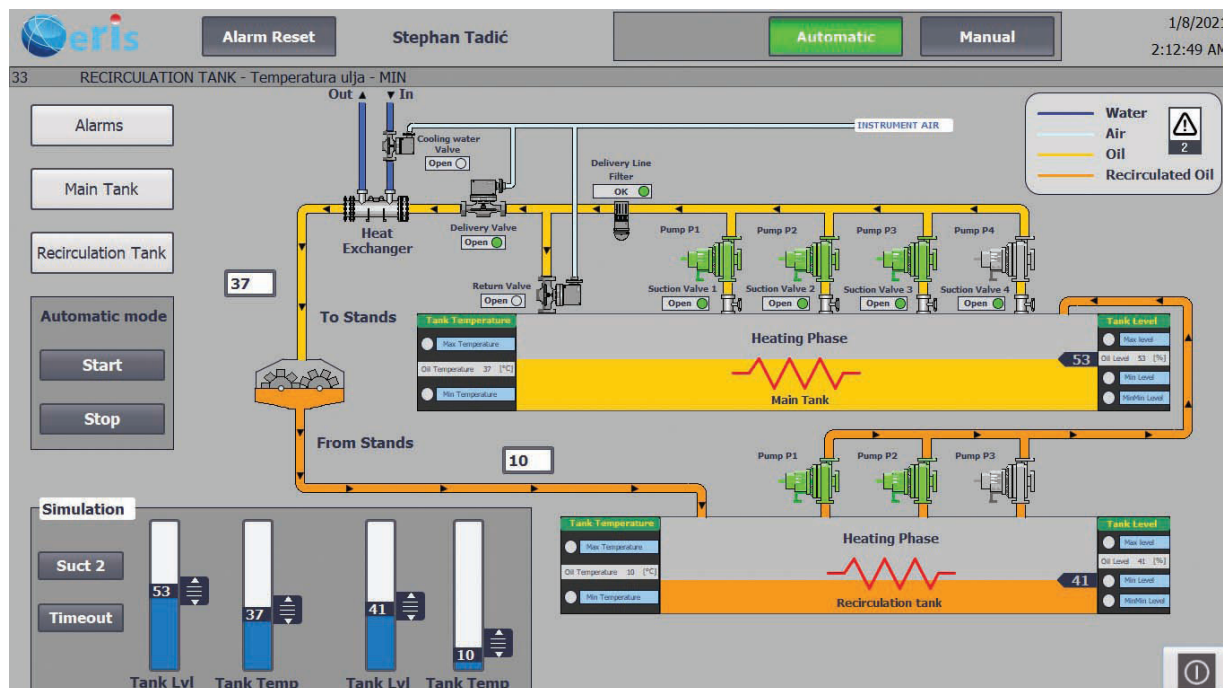 eris
Alarm Reset
Stephan Tadić
Automatic
Manual
1/8/2021
2:12:49 AM
33 RECIRCULATION TANK - Temperatura ulja - MIN
Out
In
Alarms
Main Tank
Recirculation Tank
Cooling water
Valve
Open
INSTRUMENT AIR
Delivery Line
Filter
OK
Water
Air
Oil
Recirculated Oil
2
Heat
Exchanger
Delivery Valve
Open
Pump P1
Pump P2
Pump P3
Pump P4
Return Valve
Open
Suction Valve 1
Open
Suction Valve 2
Open
Suction Valve 3
Open
Suction Valve 4
Open
37
To Stands
Automatic mode
Start
Stop
Tank Temperature
Max Temperature
Oil Temperature 37 [°C]
Min Temperature
Heating Phase
Main Tank
53
Tank Level
Max level
Oil Level 53 [%]
Min Level
MinMin Level
From Stands
10
Pump P1
Pump P2
Pump P3
Tank Temperature
Max Temperature
Oil Temperature 10 [°C]
Min Temperature
Heating Phase
Recirculation tank
41
Tank Level
Max level
Oil Level 41 [%]
Min Level
MinMin Level
Simulation
Suct 2
Timeout
53
37
41
10
Tank Lvl
Tank Temp
Tank Lvl
Tank Temp